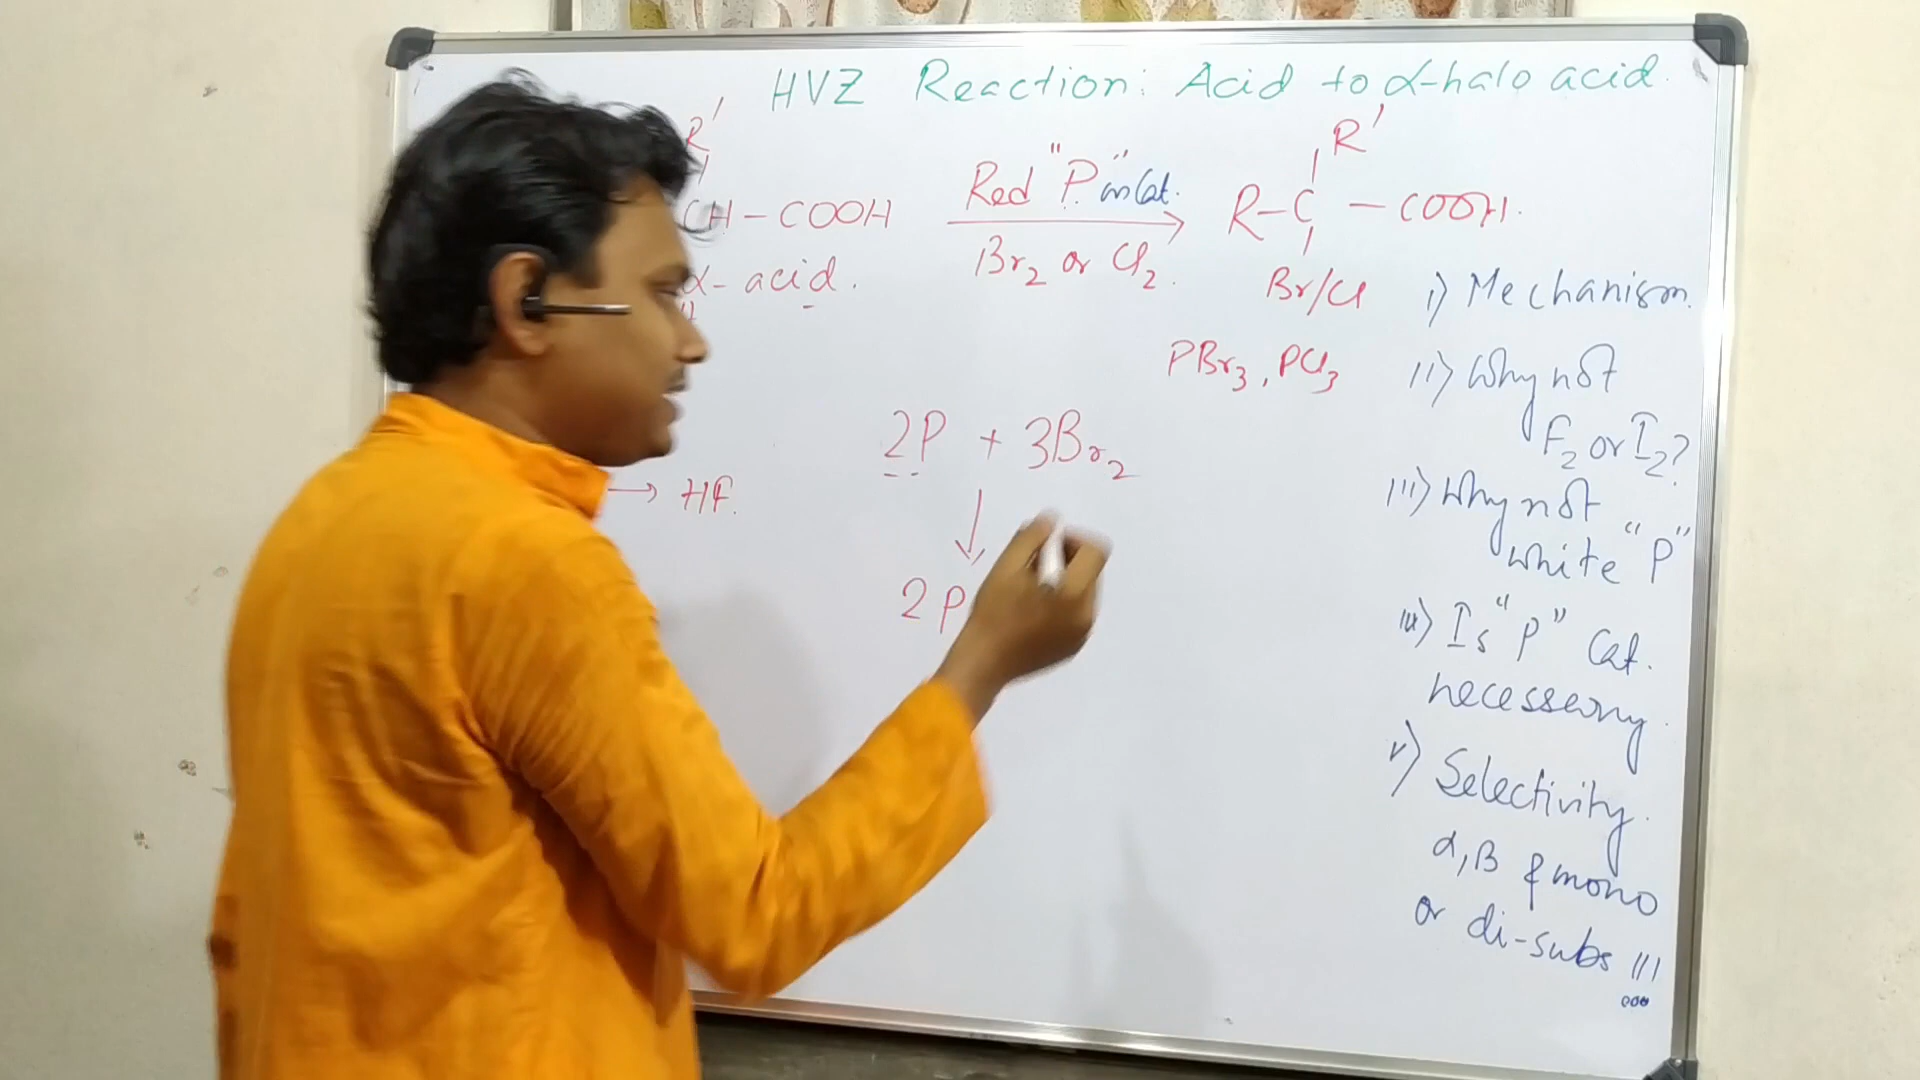 HVZ Reaction: Acid to α-halo acid.
R'
CH-COOH
α-acid.
Red "P" in Cat.
Br2 or Cl2.
R'
R-C-COOH.
Br/Cl
PBr3, PCl3
2P + 3Br2
↓
2P
→ HF.
i) Mechanism.
ii) Why not
F2 or I2?
iii) Why not
white "P"
iv) Is "P" Cat.
necessary.
v) Selectivity.
α, β & mono
or di-subs !!!